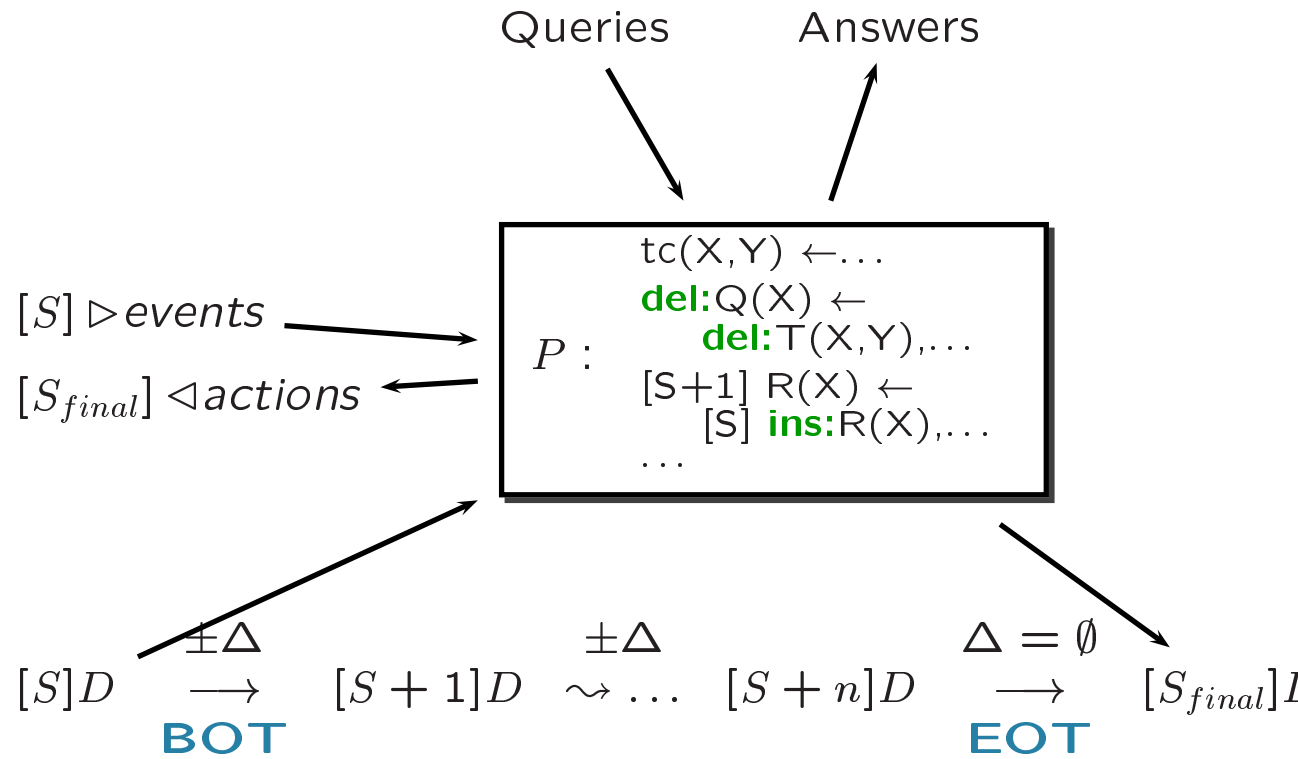 Queries Answers
tc(X,Y) ←...
del:Q(X) ←
del:T(X,Y),...
P :
[S+1] R(X) ←
[S] ins:R(X),...
...
[S] ▷events
[S_final] ◁actions
±Δ ±Δ Δ = ∅
[S]D ⟶ [S + 1]D ⤳ ... [S + n]D ⟶ [S_final]D
BOT EOT